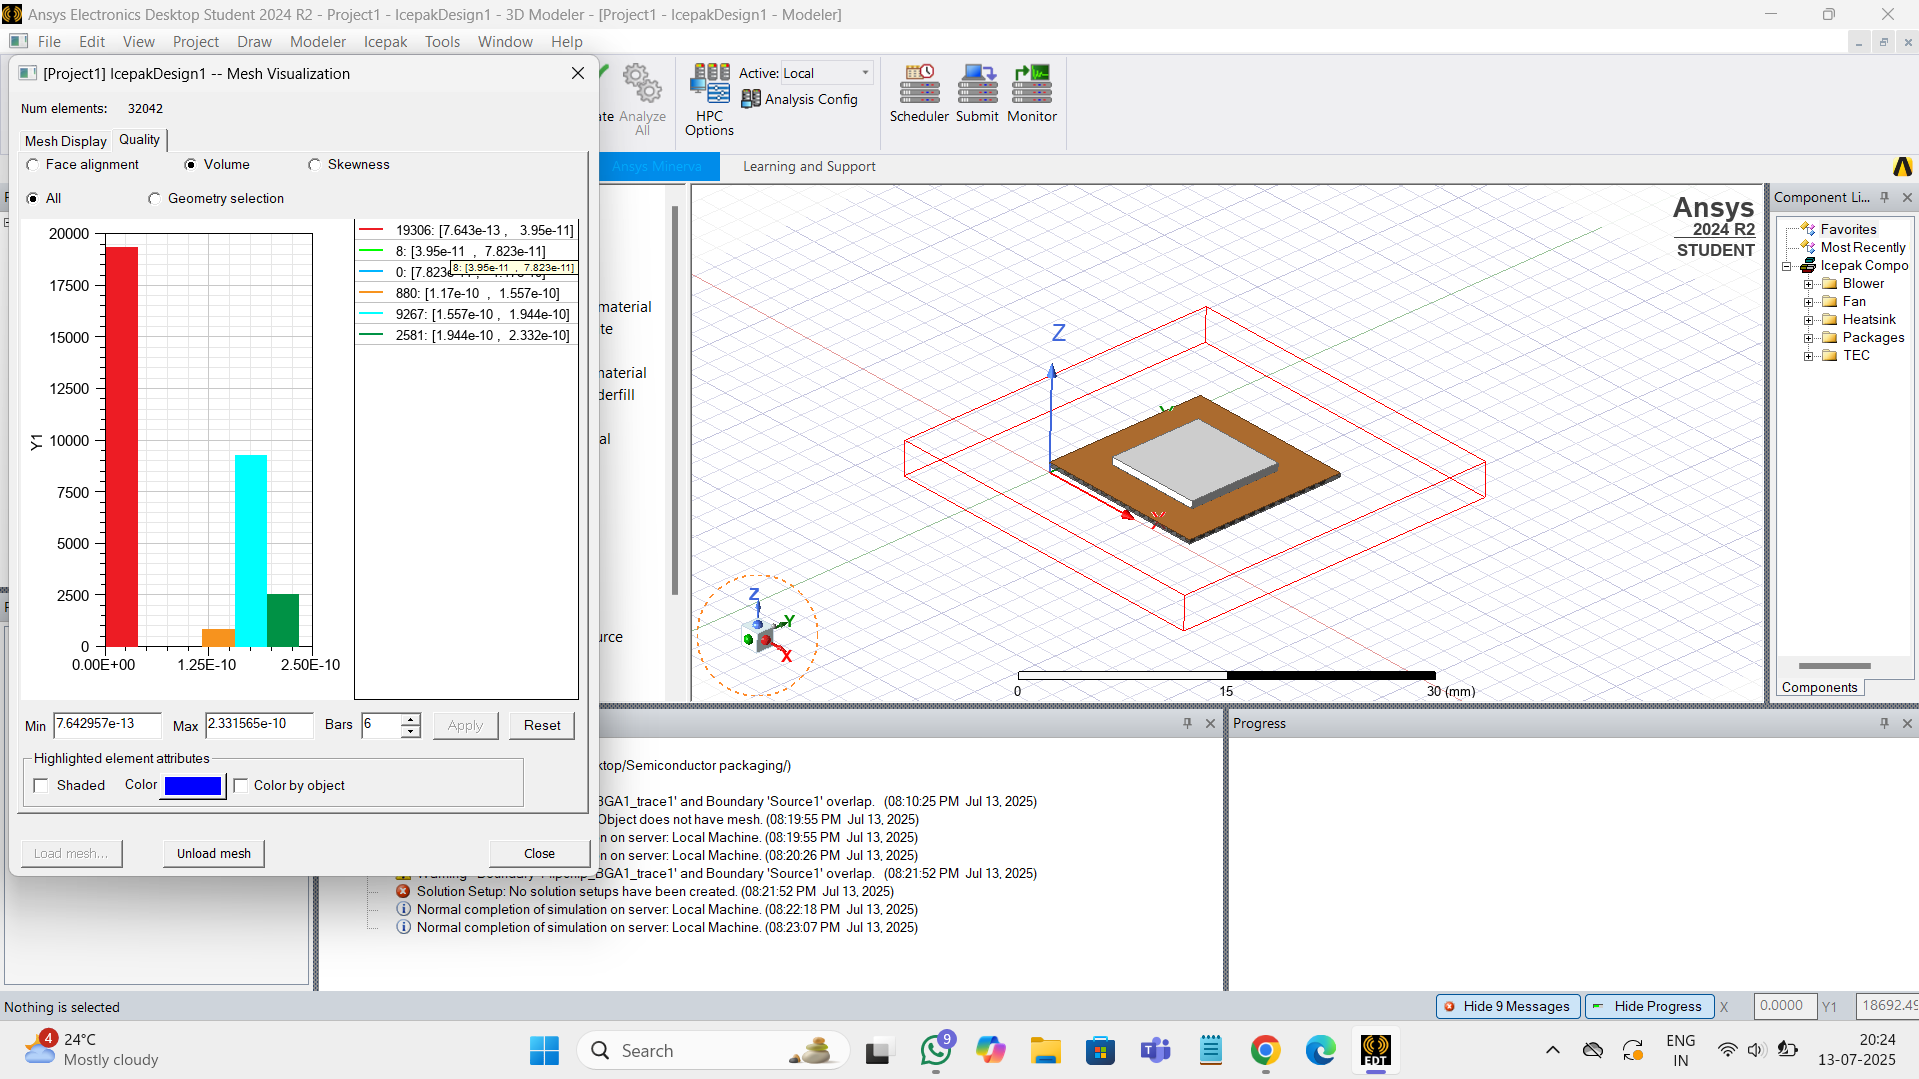 Ansys Electronics Desktop Student 2024 R2 - Project1 - IcepakDesign1 - 3D Modeler - [Project1 - IcepakDesign1 - Modeler]
File Edit View Project Draw Modeler Icepak Tools Window Help
[Project1] IcepakDesign1 -- Mesh Visualization
Num elements: 32042
Mesh Display Quality
Face alignment Volume Skewness
All Geometry selection
20000
17500
15000
12500
10000
7500
5000
2500
0
Y1
0.00E+00 1.25E-10 2.50E-10
19306: [7.643e-13 , 3.95e-11]
8: [3.95e-11 , 7.823e-11]
0: [7.823e
8: [3.95e-11 , 7.823e-11]
880: [1.17e-10 , 1.557e-10]
9267: [1.557e-10 , 1.944e-10]
2581: [1.944e-10 , 2.332e-10]
Min 7.642957e-13 Max 2.331565e-10 Bars 6 Apply Reset
Highlighted element attributes
Shaded Color Color by object
Load mesh... Unload mesh Close
ate Analyze All
HPC Options
Active: Local
Analysis Config
Scheduler Submit Monitor
Ansys Minerva Learning and Support
material
te
material
derfill
al
urce
Ansys
2024 R2
STUDENT
Z
X
Z
Y
X
0 15 30 (mm)
Component Li...
Favorites
Most Recently
Icepak Compo
Blower
Fan
Heatsink
Packages
TEC
Components
Progress
ktop/Semiconductor packaging/)
BGA1_trace1' and Boundary 'Source1' overlap. (08:10:25 PM Jul 13, 2025)
Object does not have mesh. (08:19:55 PM Jul 13, 2025)
n on server: Local Machine. (08:19:55 PM Jul 13, 2025)
n on server: Local Machine. (08:20:26 PM Jul 13, 2025)
BGA1_trace1' and Boundary 'Source1' overlap. (08:21:52 PM Jul 13, 2025)
Solution Setup: No solution setups have been created. (08:21:52 PM Jul 13, 2025)
Normal completion of simulation on server: Local Machine. (08:22:18 PM Jul 13, 2025)
Normal completion of simulation on server: Local Machine. (08:23:07 PM Jul 13, 2025)
Nothing is selected
Hide 9 Messages Hide Progress X 0.0000 Y1 18692.49
4
24°C
Mostly cloudy
Search
9
EDT
ENG
IN
20:24
13-07-2025